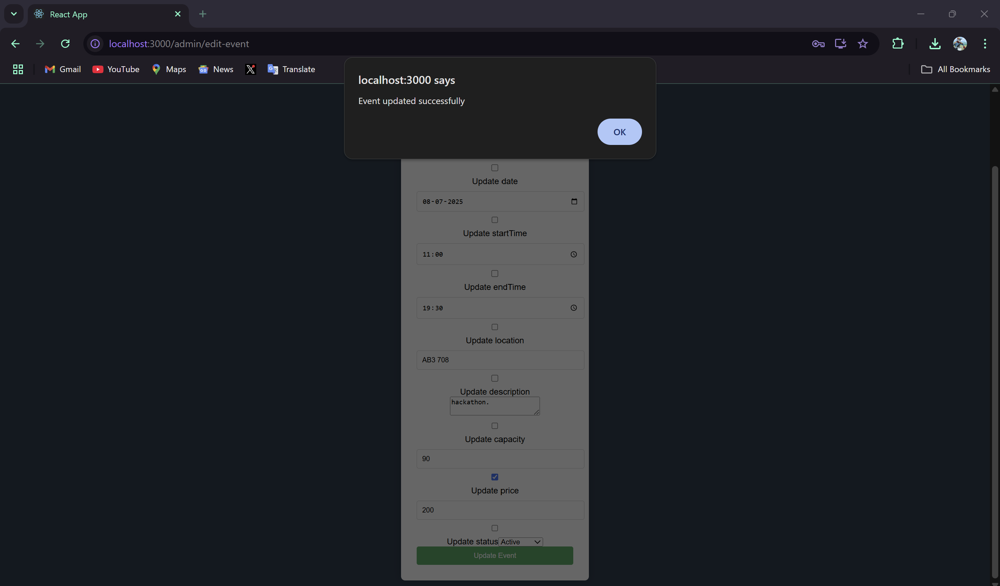 React App
localhost:3000/admin/edit-event
Gmail YouTube Maps News Translate All Bookmarks
localhost:3000 says
Event updated successfully
OK
Update date
08-07-2025
Update startTime
11:00
Update endTime
19:30
Update location
AB3 708
Update description
hackathon.
Update capacity
90
Update price
200
Update status Active
Update Event